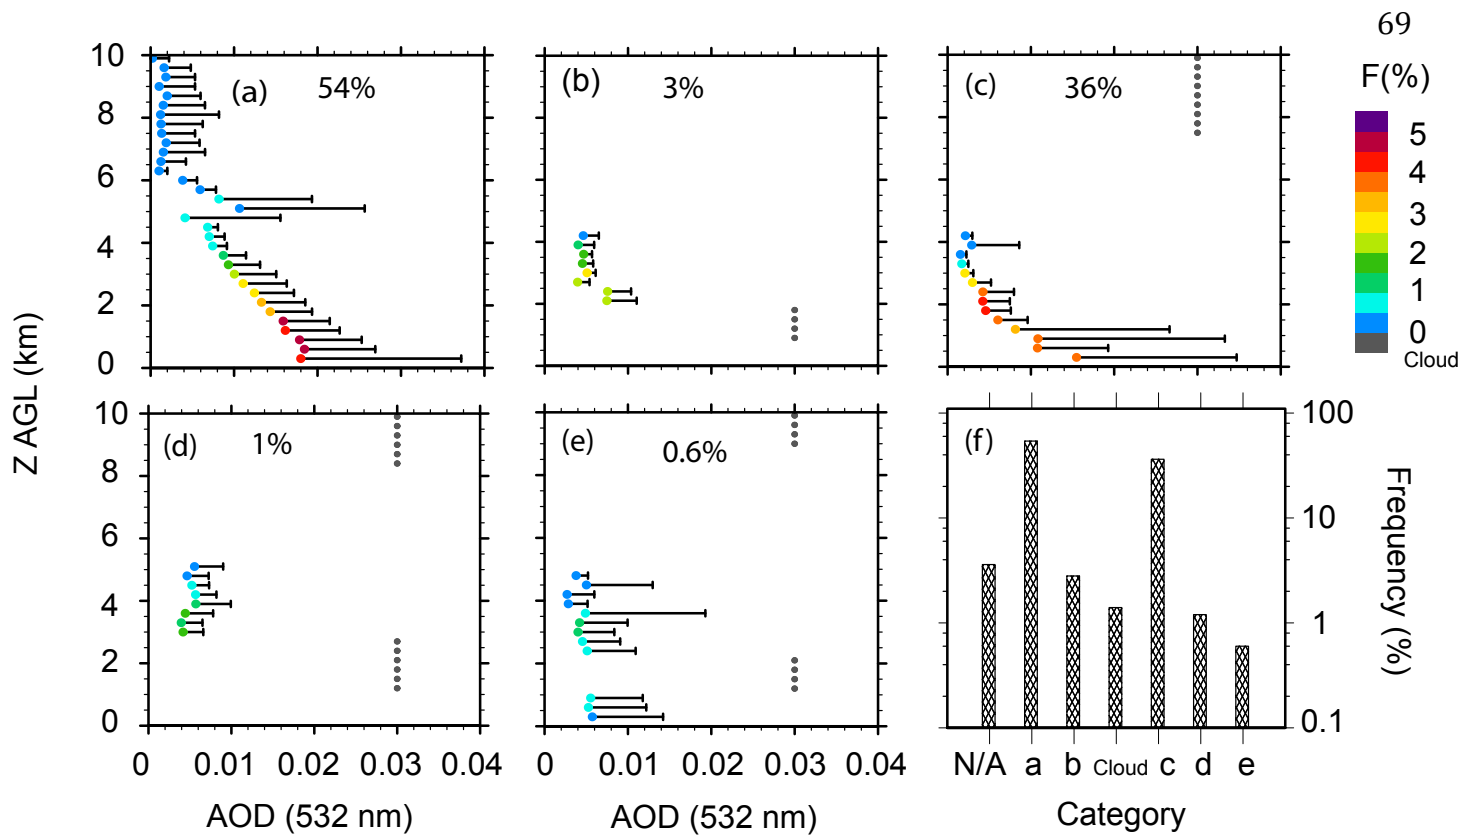 69
10
8
6
4
2
0
(a) 54%
(b) 3%
(c) 36%
F(%)
5
4
3
2
1
0
Cloud
Z AGL (km)
10
8
6
4
2
0
(d) 1%
(e) 0.6%
(f)
100
10
1
0.1
Frequency (%)
0 0.01 0.02 0.03 0.04
0 0.01 0.02 0.03 0.04
N/A a b Cloud c d e
AOD (532 nm)
AOD (532 nm)
Category